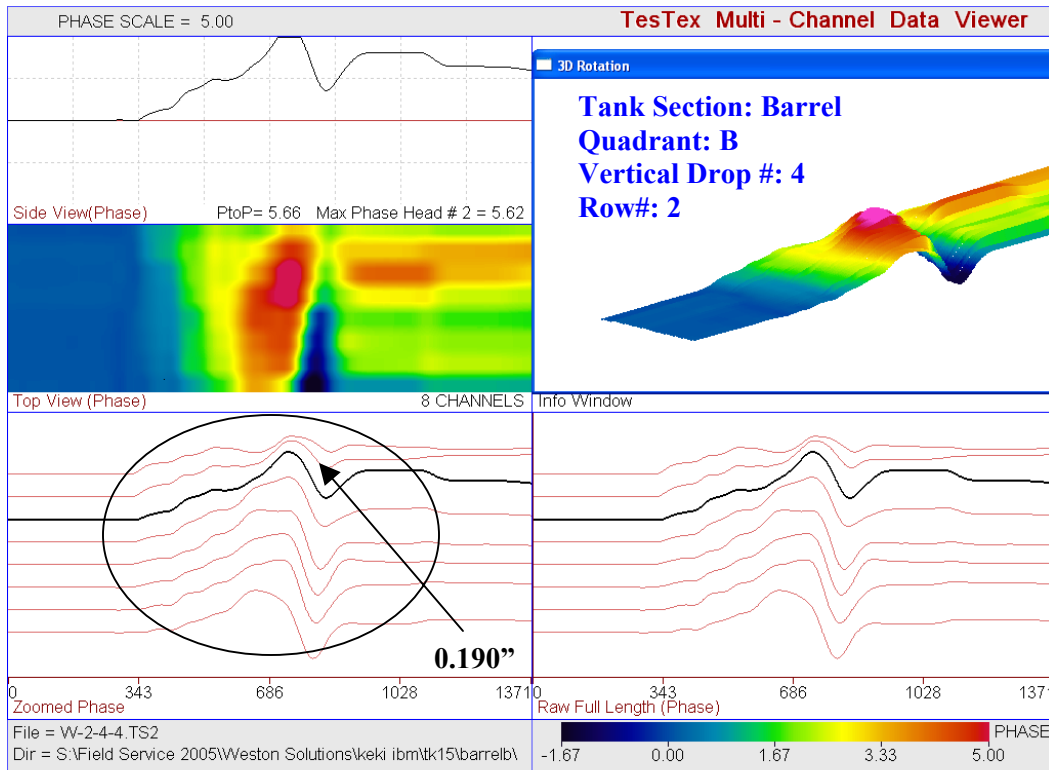 PHASE SCALE = 5.00
TesTex Multi - Channel Data Viewer
Side View(Phase) PtoP= 5.66 Max Phase Head # 2 = 5.62
3D Rotation
Tank Section: Barrel
Quadrant: B
Vertical Drop #: 4
Row#: 2
Top View (Phase) 8 CHANNELS
Info Window
0.190”
0 343 686 1028 1371
Zoomed Phase
0 343 686 1028 1371
Raw Full Length (Phase)
File = W-2-4-4.TS2
Dir = S:\Field Service 2005\Weston Solutions\keki ibm\tk15\barrelb\
PHASE
-1.67 0.00 1.67 3.33 5.00